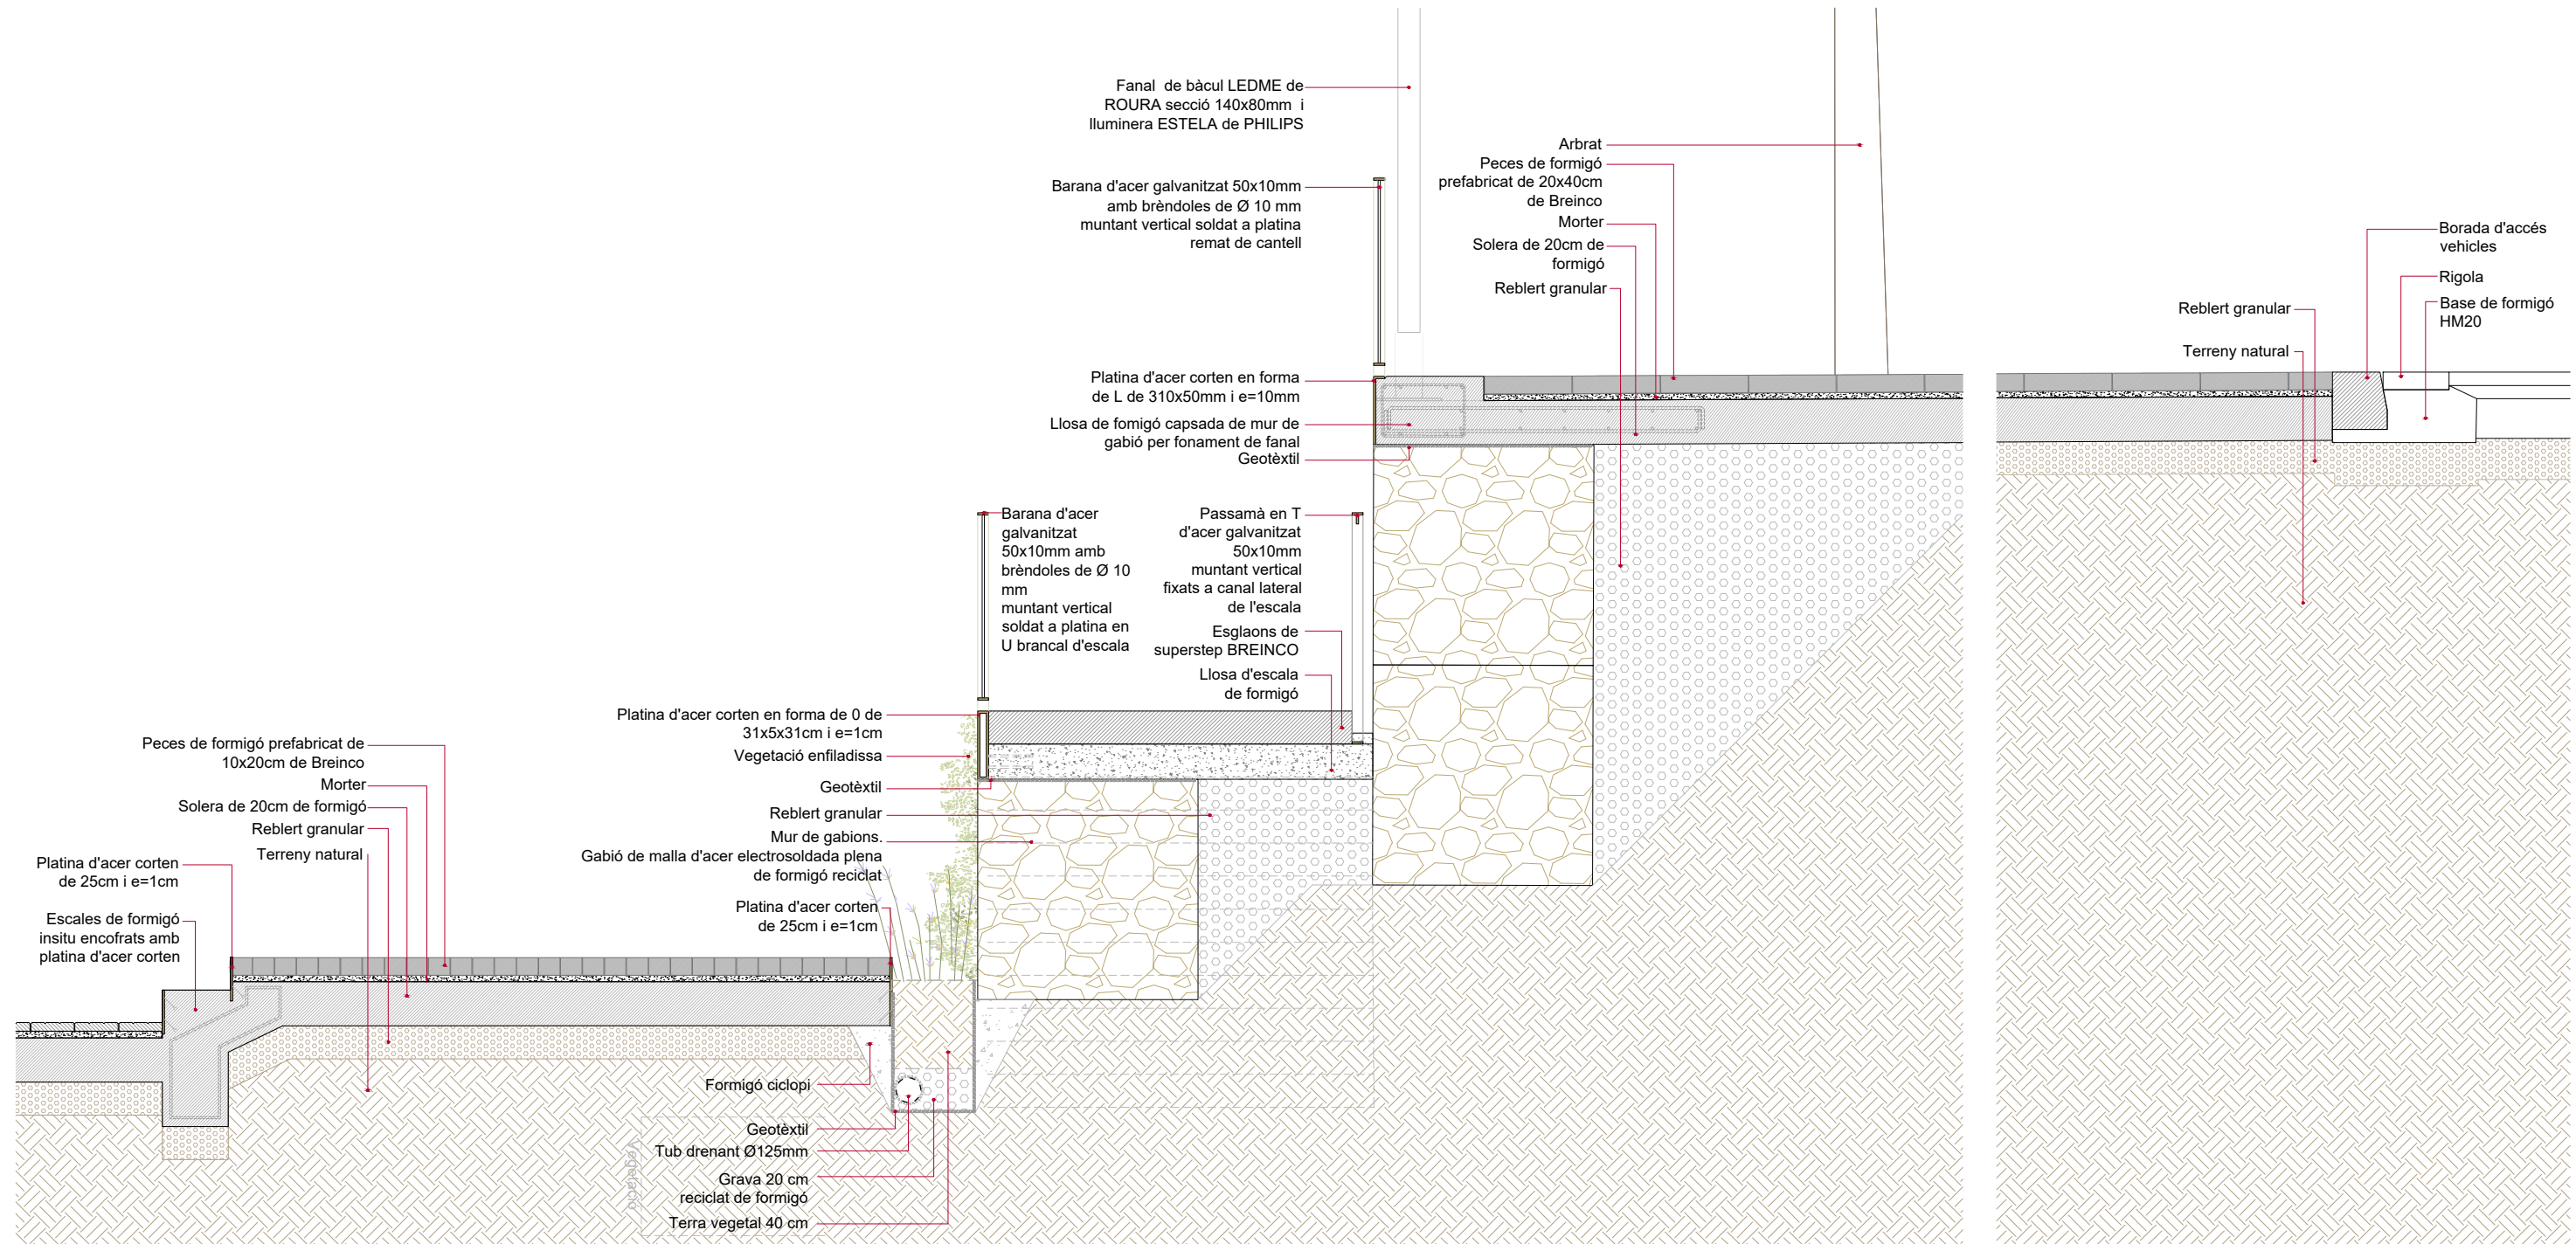 Fanal de bàcul LEDME de
ROURA secció 140x80mm i
lluminera ESTELA de PHILIPS
Barana d'acer galvanitzat 50x10mm
amb brèndoles de Ø 10 mm
muntant vertical soldat a platina
remat de cantell
Arbrat
Peces de formigó
prefabricat de 20x40cm
de Breinco
Morter
Solera de 20cm de
formigó
Reblert granular
Borada d'accés
vehicles
Rigola
Base de formigó
HM20
Reblert granular
Terreny natural
Platina d'acer corten en forma
de L de 310x50mm i e=10mm
Llosa de fomigó capsada de mur de
gabió per fonament de fanal
Geotèxtil
Barana d'acer
galvanitzat
50x10mm amb
brèndoles de Ø 10
mm
muntant vertical
soldat a platina en
U brancal d'escala
Passamà en T
d'acer galvanitzat
50x10mm
muntant vertical
fixats a canal lateral
de l'escala
Esglaons de
superstep BREINCO
Llosa d'escala
de formigó
Platina d'acer corten en forma de 0 de
31x5x31cm i e=1cm
Vegetació enfiladissa
Geotèxtil
Reblert granular
Mur de gabions.
Gabió de malla d'acer electrosoldada plena
de formigó reciclat
Platina d'acer corten
de 25cm i e=1cm
Peces de formigó prefabricat de
10x20cm de Breinco
Morter
Solera de 20cm de formigó
Reblert granular
Terreny natural
Platina d'acer corten
de 25cm i e=1cm
Escales de formigó
insitu encofrats amb
platina d'acer corten
Formigó ciclopi
Geotèxtil
Tub drenant Ø125mm
Grava 20 cm
reciclat de formigó
Terra vegetal 40 cm
Vegetació